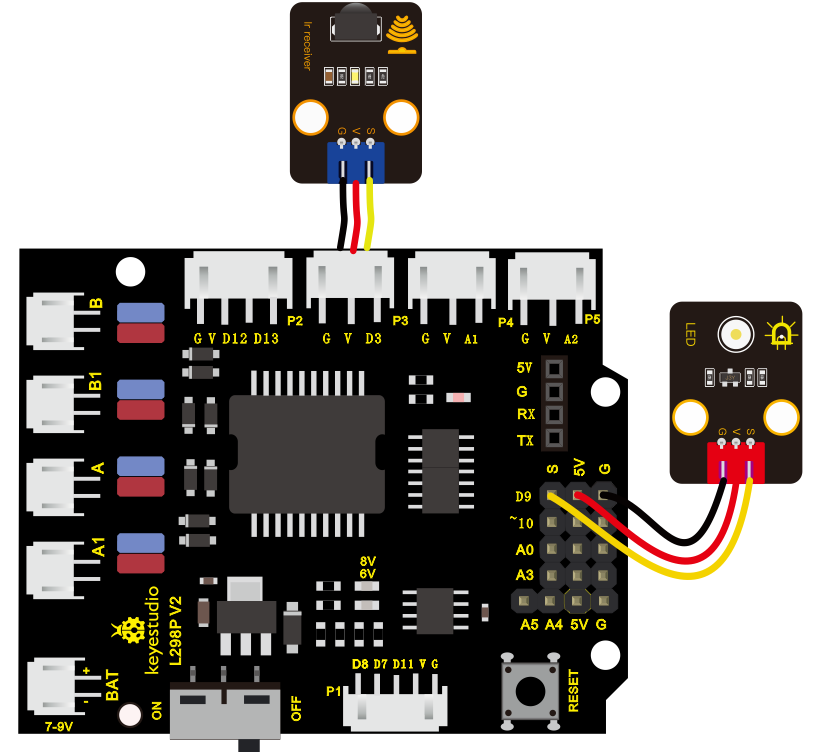 Ir receiver
G V S
P2 P3 P4 P5
G V D12 D13
G V D3
G V A1
G V A2
B
B1
A
A1
5V
G
RX
TX
LED
G V S
S 5V G
D9
~10
A0
A3
A5 A4 5V G
8V
6V
keyestudio
L298P V2
D8 D7 D11 V G
P1
BAT
+
-
7-9V
ON
OFF
RESET